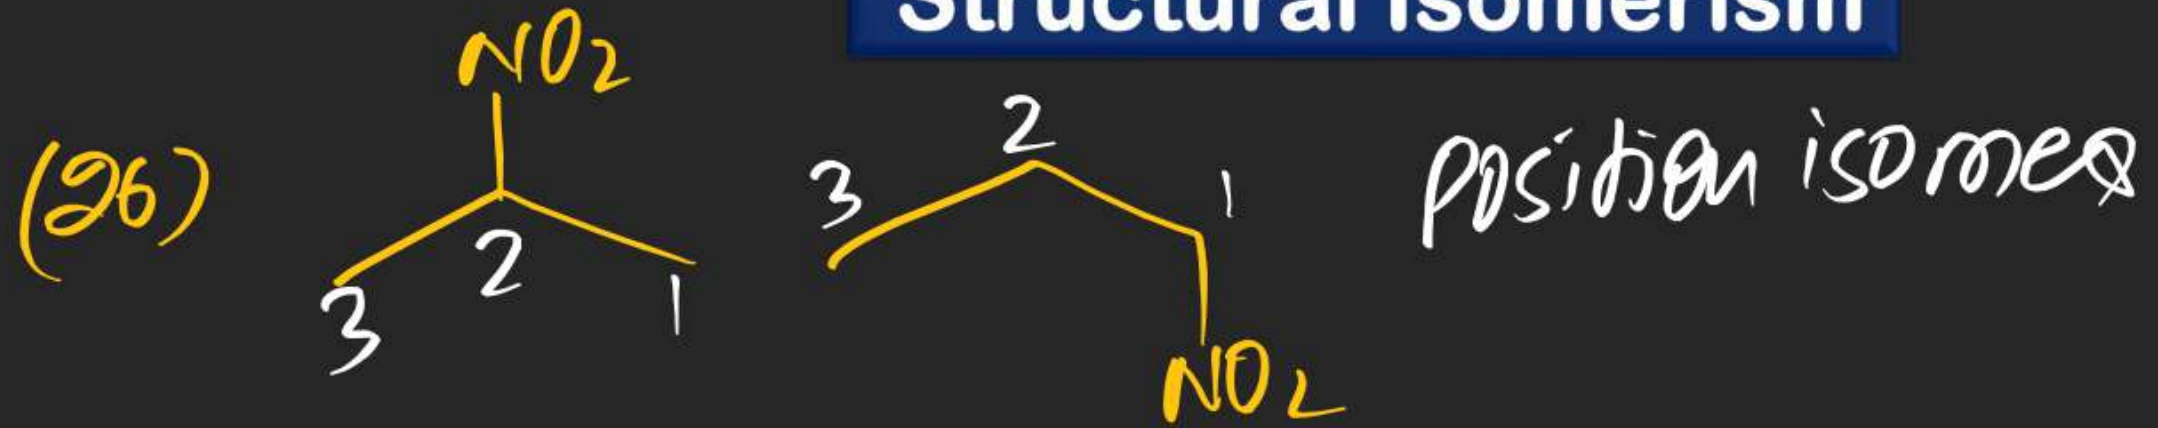 Structural Isomerism
NO2
(26)
3
2
1
3
2
1
NO2
position isomer